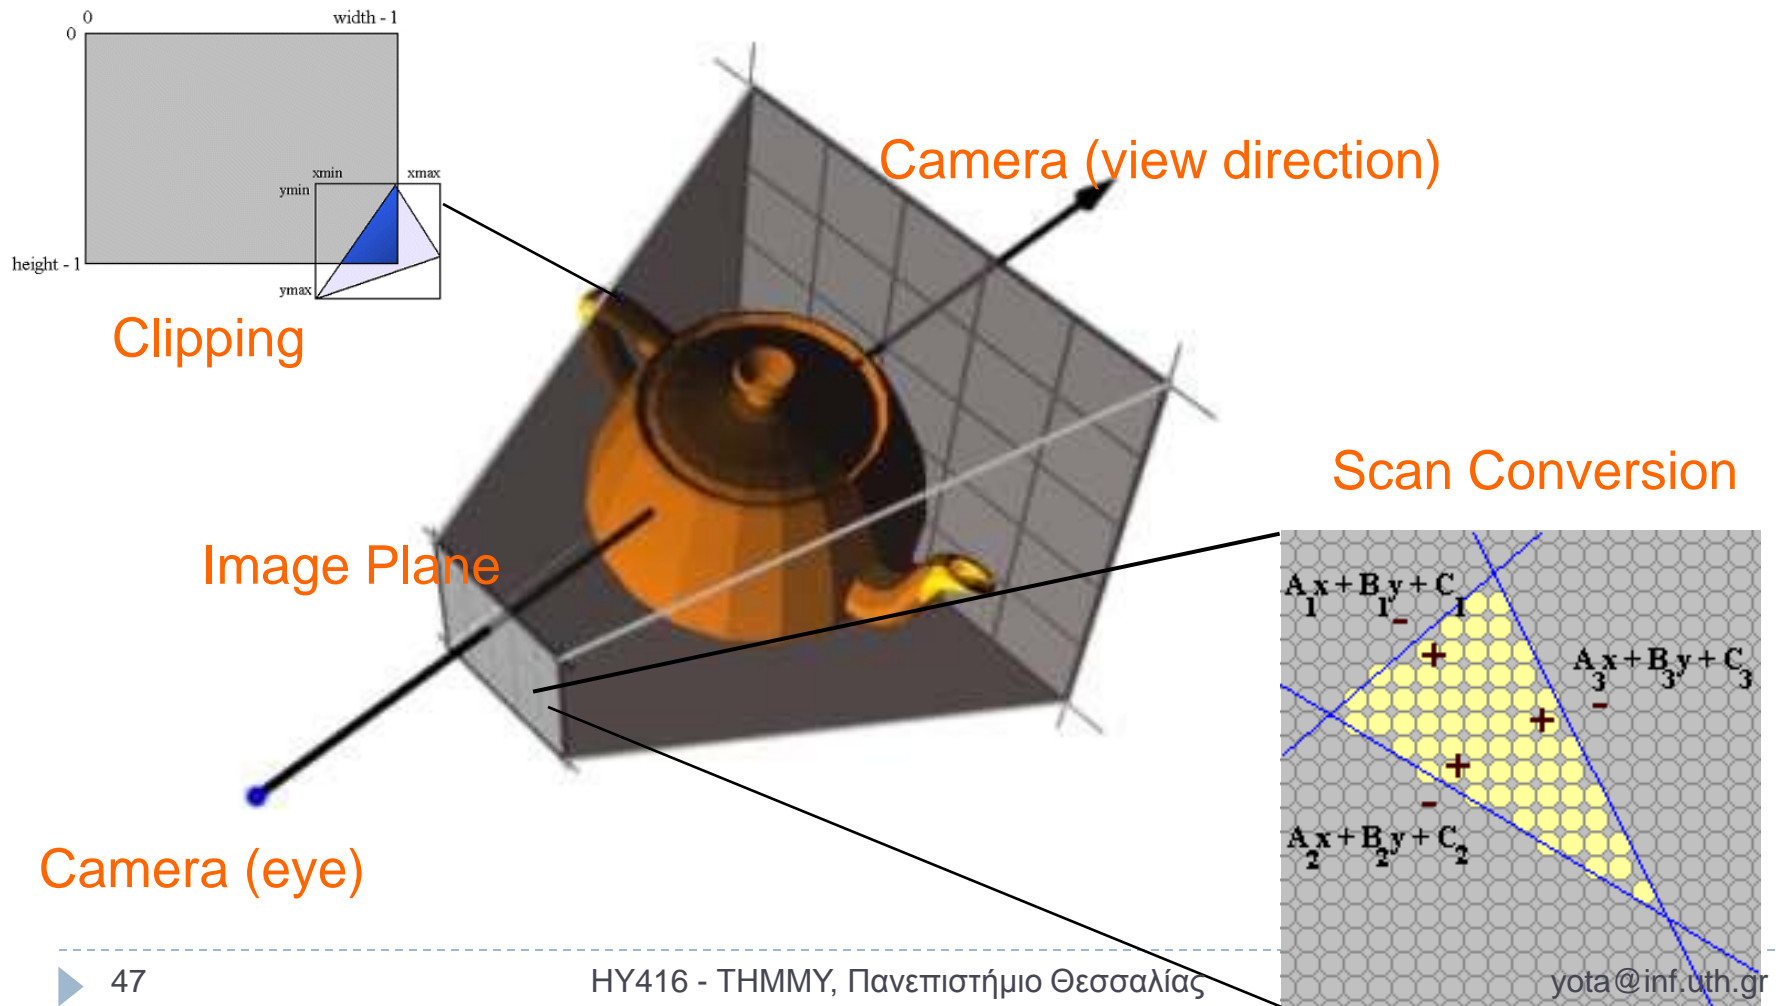 0
width - 1
0
xmin
xmax
ymin
height - 1
ymax
Clipping
Camera (view direction)
Image Plane
Camera (eye)
Scan Conversion
A₁x + B₁y + C₁
-
+
A₃x + B₃y + C₃
-
+
+
-
A₂x + B₂y + C₂
47
HY416 - ΤΗΜΜΥ, Πανεπιστήμιο Θεσσαλίας
yota@inf.uth.gr